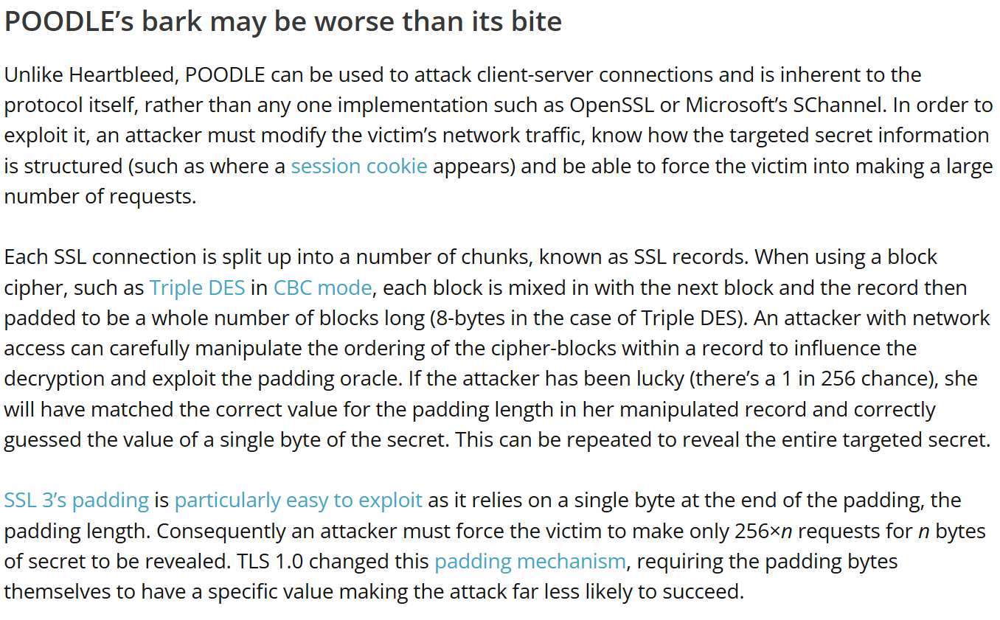 POODLE’s bark may be worse than its bite
Unlike Heartbleed, POODLE can be used to attack client-server connections and is inherent to the
protocol itself, rather than any one implementation such as OpenSSL or Microsoft’s SChannel. In order to
exploit it, an attacker must modify the victim’s network traffic, know how the targeted secret information
is structured (such as where a session cookie appears) and be able to force the victim into making a large
number of requests.
Each SSL connection is split up into a number of chunks, known as SSL records. When using a block
cipher, such as Triple DES in CBC mode, each block is mixed in with the next block and the record then
padded to be a whole number of blocks long (8-bytes in the case of Triple DES). An attacker with network
access can carefully manipulate the ordering of the cipher-blocks within a record to influence the
decryption and exploit the padding oracle. If the attacker has been lucky (there’s a 1 in 256 chance), she
will have matched the correct value for the padding length in her manipulated record and correctly
guessed the value of a single byte of the secret. This can be repeated to reveal the entire targeted secret.
SSL 3’s padding is particularly easy to exploit as it relies on a single byte at the end of the padding, the
padding length. Consequently an attacker must force the victim to make only 256×n requests for n bytes
of secret to be revealed. TLS 1.0 changed this padding mechanism, requiring the padding bytes
themselves to have a specific value making the attack far less likely to succeed.